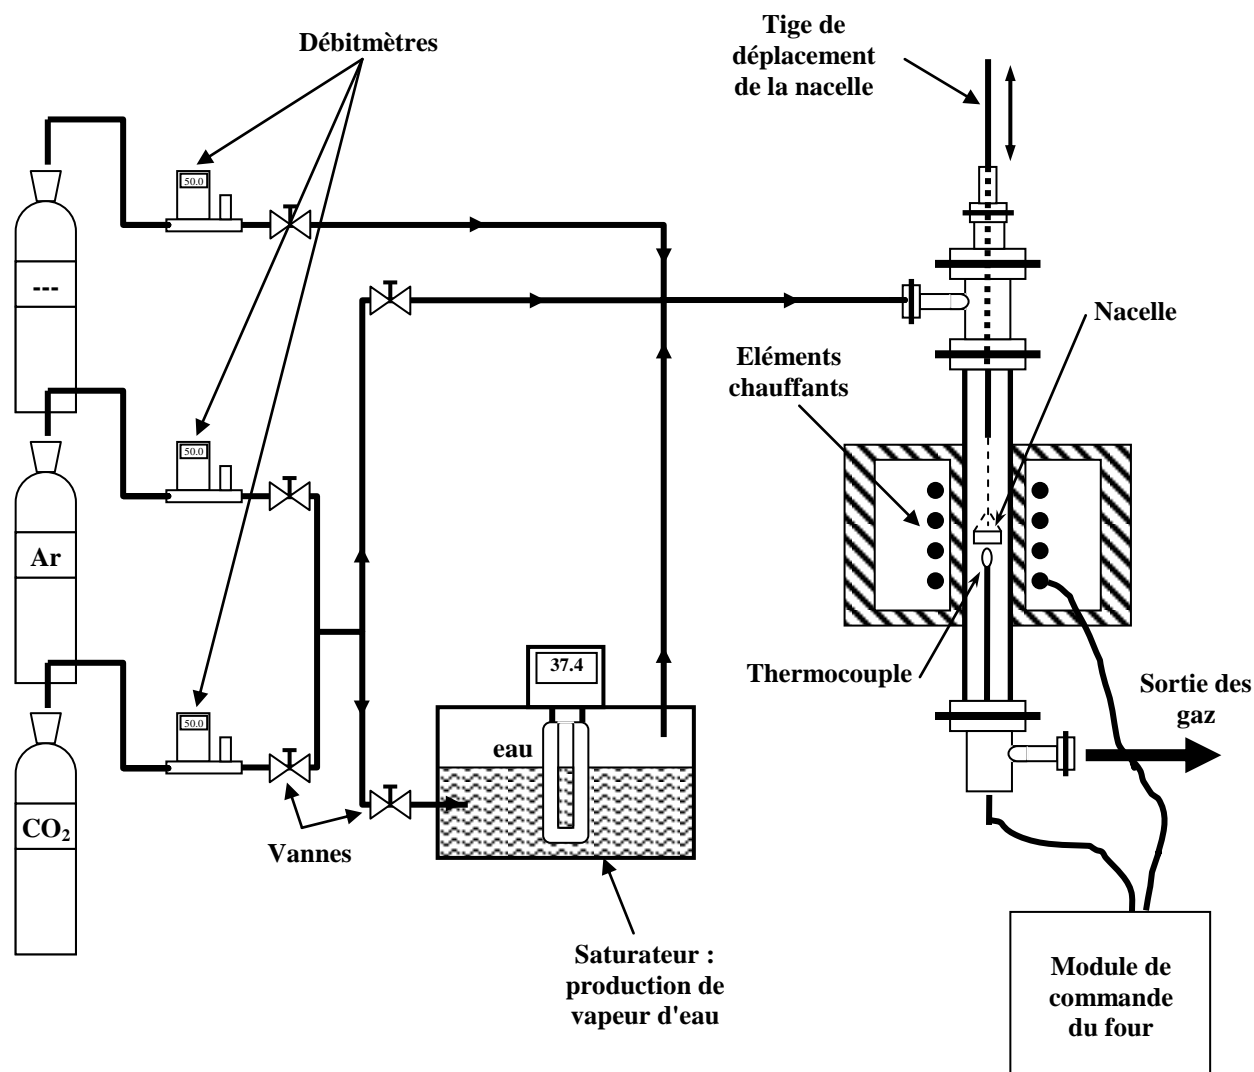 Débitmètres
Tige de
déplacement
de la nacelle
50.0
---
Nacelle
Eléments
chauffants
50.0
Ar
37.4
Thermocouple
Sortie des
gaz
50.0
eau
CO₂
Vannes
Saturateur :
production de
vapeur d'eau
Module de
commande
du four